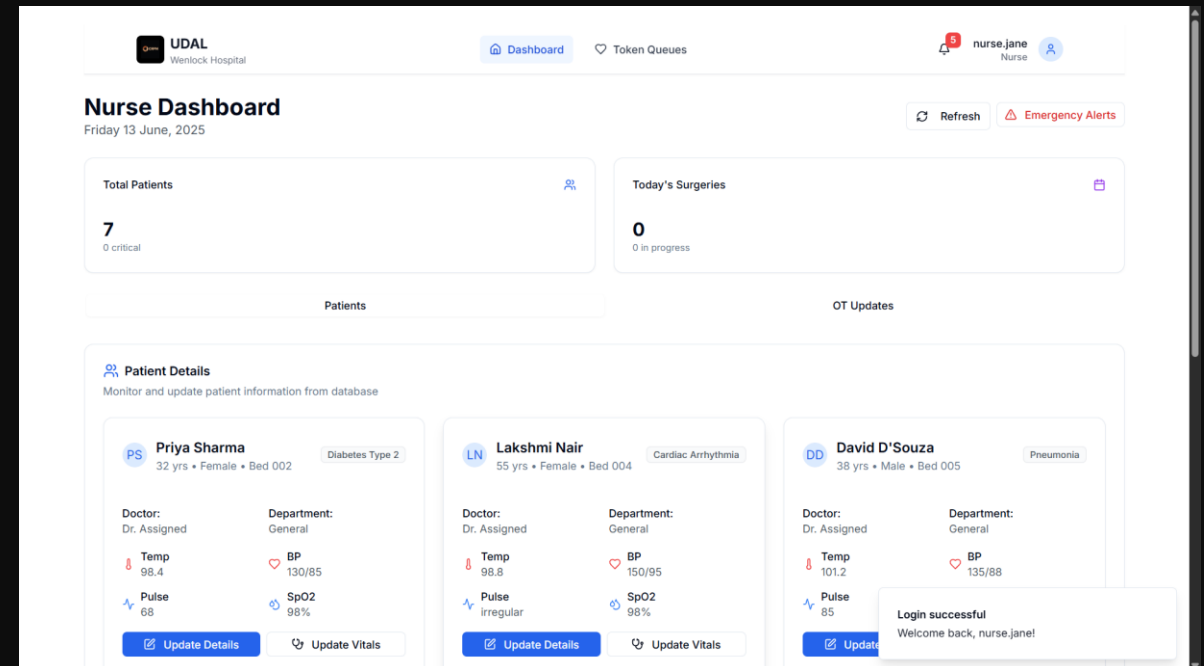 UDAL
Wenlock Hospital
Dashboard
Token Queues
5
nurse.jane
Nurse
Nurse Dashboard
Friday 13 June, 2025
Refresh
Emergency Alerts
Total Patients
7
0 critical
Today's Surgeries
0
0 in progress
Patients
OT Updates
Patient Details
Monitor and update patient information from database
PS
Priya Sharma
32 yrs • Female • Bed 002
Diabetes Type 2
Doctor:
Dr. Assigned
Department:
General
Temp
98.4
BP
130/85
Pulse
68
SpO2
98%
Update Details
Update Vitals
LN
Lakshmi Nair
55 yrs • Female • Bed 004
Cardiac Arrhythmia
Doctor:
Dr. Assigned
Department:
General
Temp
98.8
BP
150/95
Pulse
irregular
SpO2
98%
Update Details
Update Vitals
DD
David D'Souza
38 yrs • Male • Bed 005
Pneumonia
Doctor:
Dr. Assigned
Department:
General
Temp
101.2
BP
135/88
Pulse
85
Update
Login successful
Welcome back, nurse.jane!